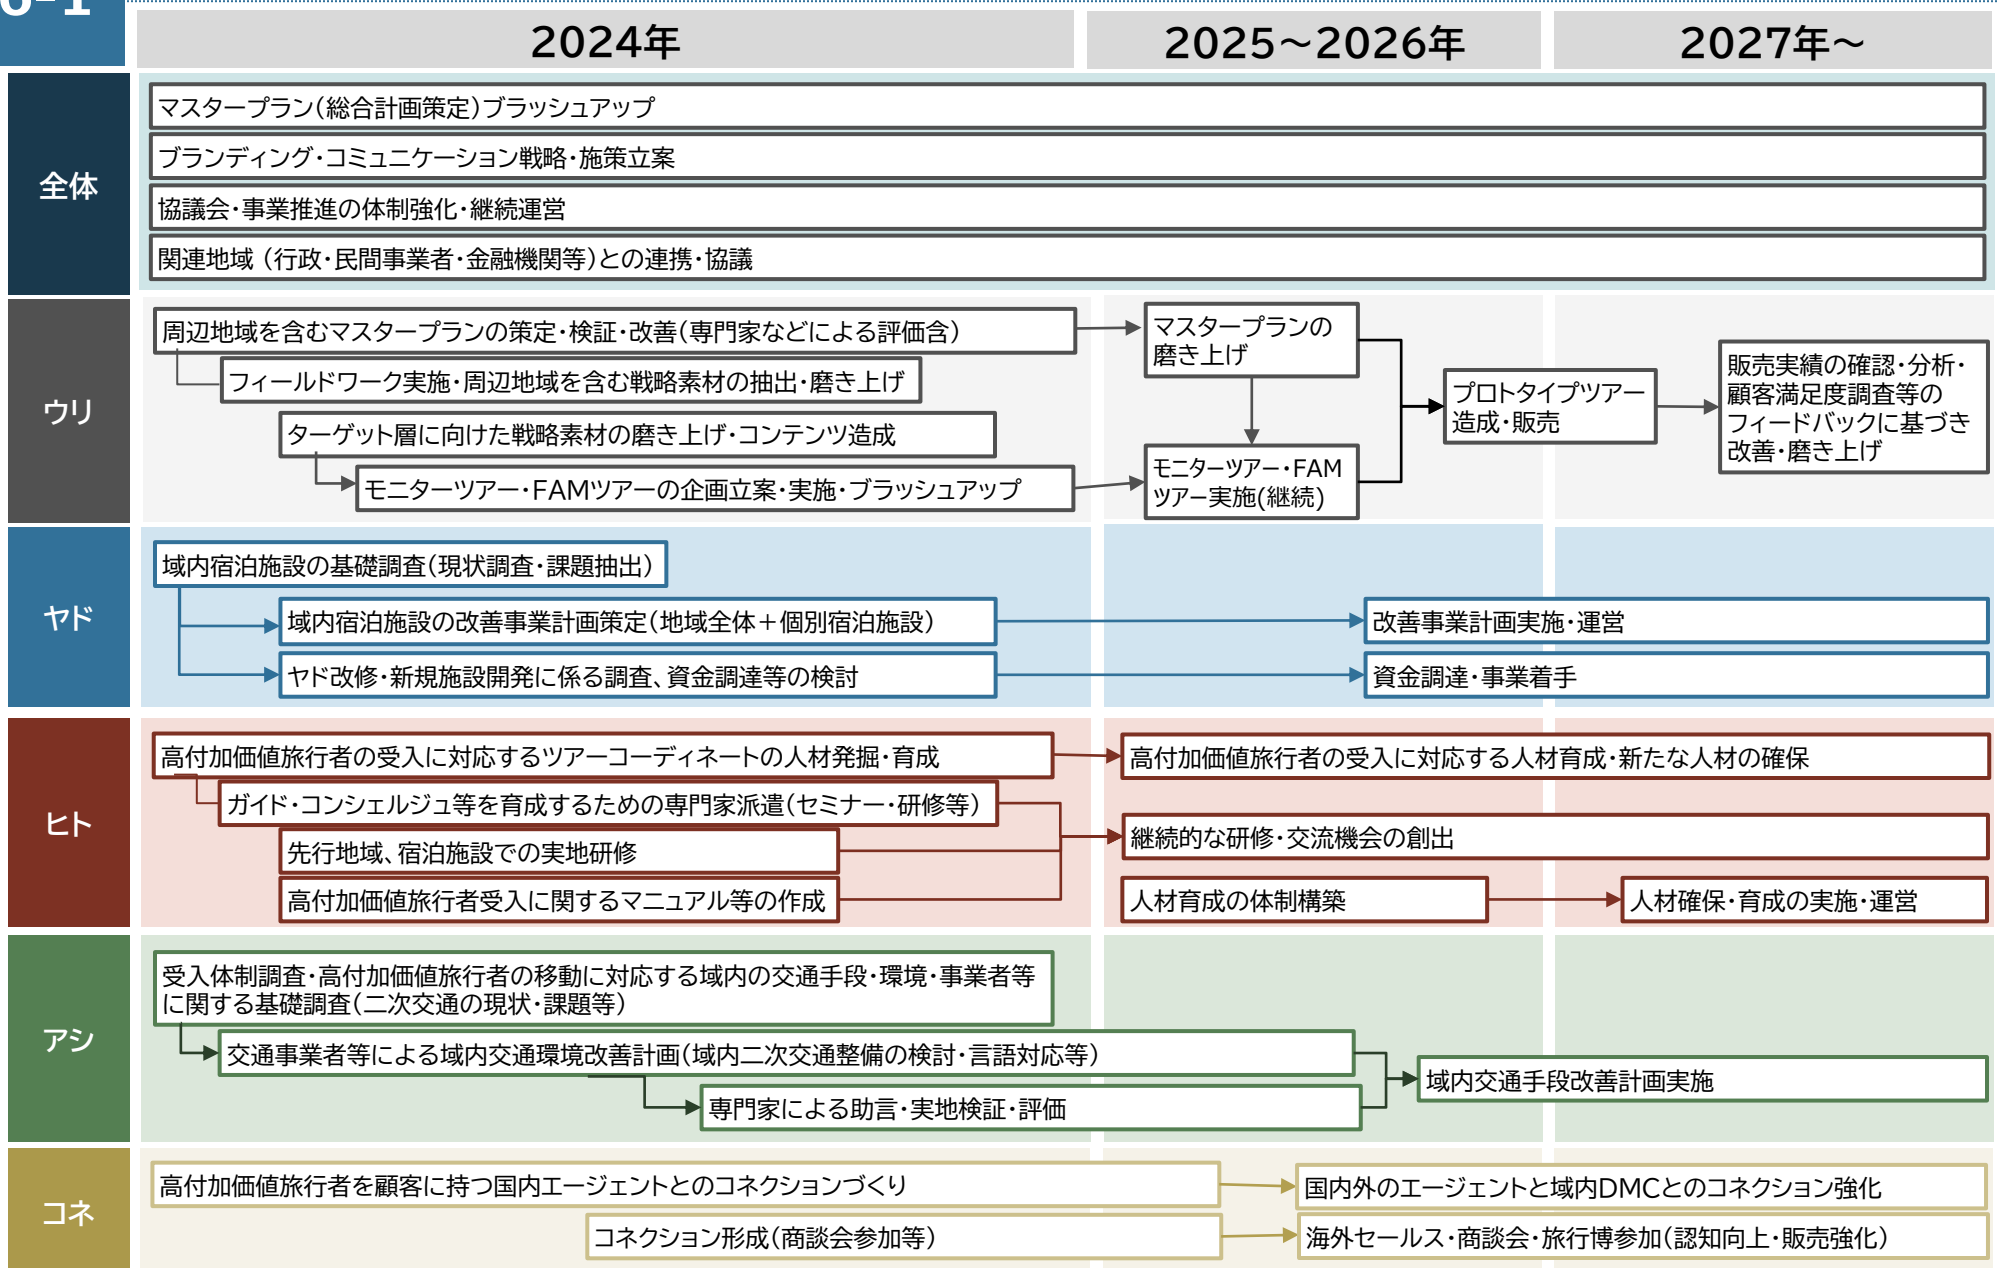 6-1
2024年
2025～2026年
2027年～
全体
マスタープラン(総合計画策定)ブラッシュアップ
ブランディング・コミュニケーション戦略・施策立案
協議会・事業推進の体制強化・継続運営
関連地域 (行政・民間事業者・金融機関等)との連携・協議
ウリ
周辺地域を含むマスタープランの策定・検証・改善(専門家などによる評価含)
フィールドワーク実施・周辺地域を含む戦略素材の抽出・磨き上げ
ターゲット層に向けた戦略素材の磨き上げ・コンテンツ造成
モニターツアー・FAMツアーの企画立案・実施・ブラッシュアップ
マスタープランの
磨き上げ
モニターツアー・FAM
ツアー実施(継続)
プロトタイプツアー
造成・販売
販売実績の確認・分析・
顧客満足度調査等の
フィードバックに基づき
改善・磨き上げ
ヤド
域内宿泊施設の基礎調査(現状調査・課題抽出)
域内宿泊施設の改善事業計画策定(地域全体＋個別宿泊施設)
改善事業計画実施・運営
ヤド改修・新規施設開発に係る調査、資金調達等の検討
資金調達・事業着手
ヒト
高付加価値旅行者の受入に対応するツアーコーディネートの人材発掘・育成
高付加価値旅行者の受入に対応する人材育成・新たな人材の確保
ガイド・コンシェルジュ等を育成するための専門家派遣(セミナー・研修等)
先行地域、宿泊施設での実地研修
継続的な研修・交流機会の創出
高付加価値旅行者受入に関するマニュアル等の作成
人材育成の体制構築
人材確保・育成の実施・運営
アシ
受入体制調査・高付加価値旅行者の移動に対応する域内の交通手段・環境・事業者等
に関する基礎調査(二次交通の現状・課題等)
交通事業者等による域内交通環境改善計画(域内二次交通整備の検討・言語対応等)
専門家による助言・実地検証・評価
域内交通手段改善計画実施
コネ
高付加価値旅行者を顧客に持つ国内エージェントとのコネクションづくり
国内外のエージェントと域内DMCとのコネクション強化
コネクション形成(商談会参加等)
海外セールス・商談会・旅行博参加(認知向上・販売強化)